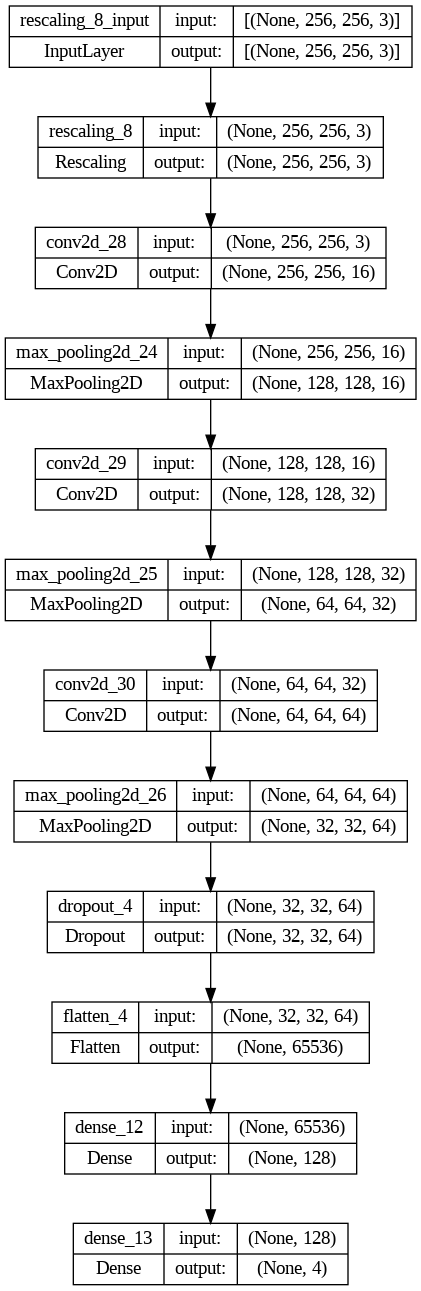 rescaling_8_input input: [(None, 256, 256, 3)]
InputLayer output: [(None, 256, 256, 3)]
rescaling_8 input: (None, 256, 256, 3)
Rescaling output: (None, 256, 256, 3)
conv2d_28 input: (None, 256, 256, 3)
Conv2D output: (None, 256, 256, 16)
max_pooling2d_24 input: (None, 256, 256, 16)
MaxPooling2D output: (None, 128, 128, 16)
conv2d_29 input: (None, 128, 128, 16)
Conv2D output: (None, 128, 128, 32)
max_pooling2d_25 input: (None, 128, 128, 32)
MaxPooling2D output: (None, 64, 64, 32)
conv2d_30 input: (None, 64, 64, 32)
Conv2D output: (None, 64, 64, 64)
max_pooling2d_26 input: (None, 64, 64, 64)
MaxPooling2D output: (None, 32, 32, 64)
dropout_4 input: (None, 32, 32, 64)
Dropout output: (None, 32, 32, 64)
flatten_4 input: (None, 32, 32, 64)
Flatten output: (None, 65536)
dense_12 input: (None, 65536)
Dense output: (None, 128)
dense_13 input: (None, 128)
Dense output: (None, 4)